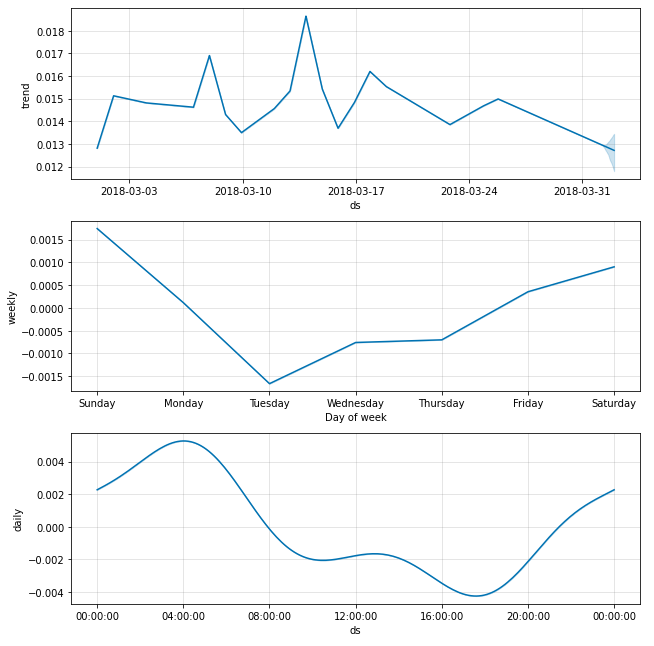 0.018
0.017
0.016
0.015
0.014
0.013
0.012
trend
2018-03-03 2018-03-10 2018-03-17 2018-03-24 2018-03-31
ds
0.0015
0.0010
0.0005
0.0000
−0.0005
−0.0010
−0.0015
weekly
Sunday Monday Tuesday Wednesday Thursday Friday Saturday
Day of week
0.004
0.002
0.000
−0.002
−0.004
daily
00:00:00 04:00:00 08:00:00 12:00:00 16:00:00 20:00:00 00:00:00
ds